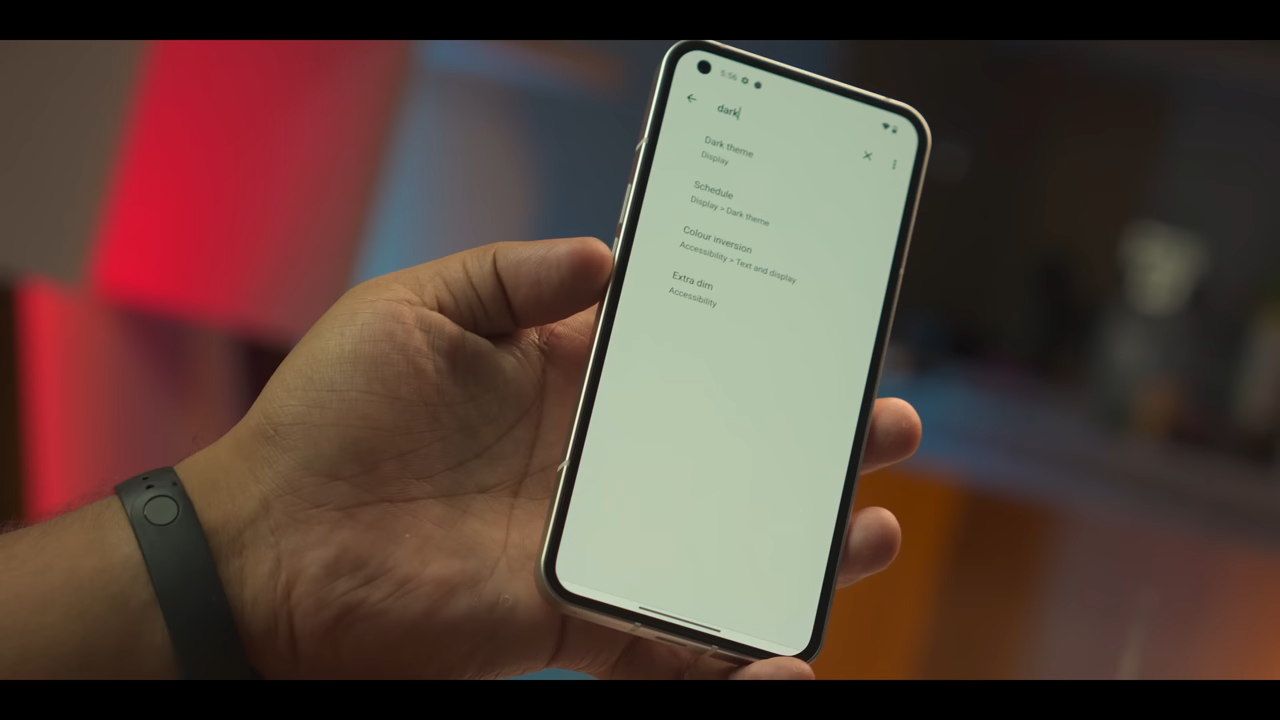 5:56
dark
Dark theme
Display
Schedule
Display > Dark theme
Colour inversion
Accessibility > Text and display
Extra dim
Accessibility